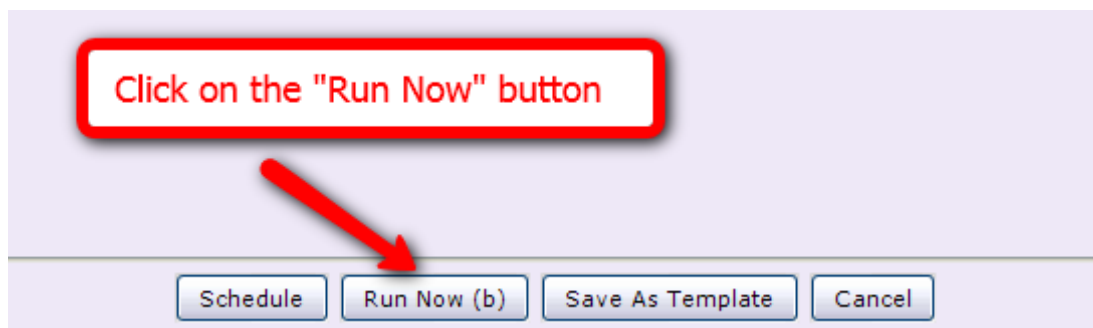 Click on the "Run Now" button
Schedule Run Now (b) Save As Template Cancel